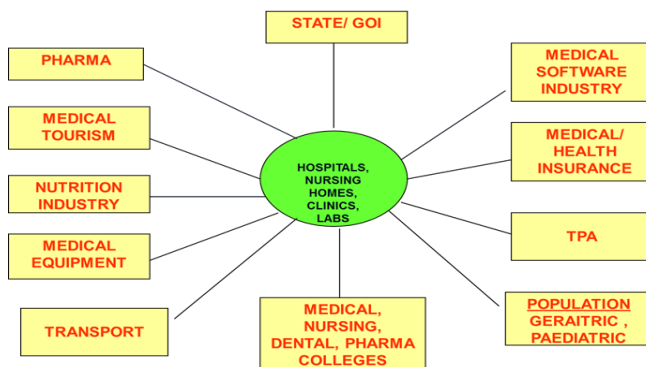 STATE/ GOI
PHARMA
MEDICAL
SOFTWARE
INDUSTRY
MEDICAL
TOURISM
MEDICAL/
HEALTH
INSURANCE
HOSPITALS,
NURSING
HOMES,
CLINICS,
LABS
NUTRITION
INDUSTRY
MEDICAL
EQUIPMENT
TPA
TRANSPORT
MEDICAL,
NURSING,
DENTAL, PHARMA
COLLEGES
POPULATION
GERAITRIC ,
PAEDIATRIC